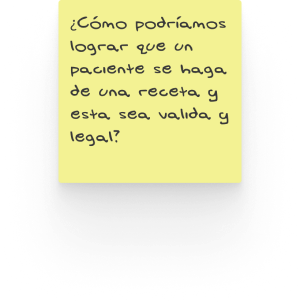 ¿Cómo podríamos
lograr que un
paciente se haga
de una receta y
esta sea valida y
legal?